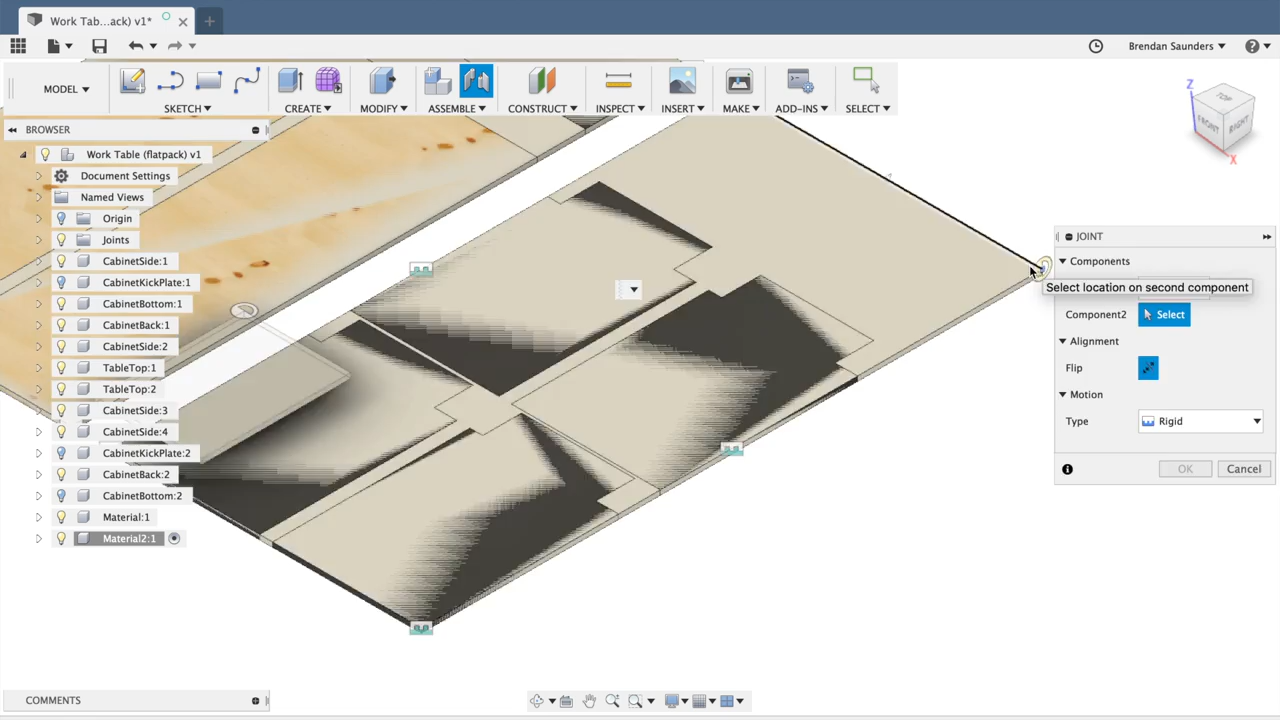 Work Tab...ack) v1*
Brendan Saunders
MODEL
SKETCH
CREATE
MODIFY
ASSEMBLE
CONSTRUCT
INSPECT
INSERT
MAKE
ADD-INS
SELECT
BROWSER
Work Table (flatpack) v1
Document Settings
Named Views
Origin
Joints
CabinetSide:1
CabinetKickPlate:1
CabinetBottom:1
CabinetBack:1
CabinetSide:2
TableTop:1
TableTop:2
CabinetSide:3
CabinetSide:4
CabinetKickPlate:2
CabinetBack:2
CabinetBottom:2
Material:1
Material2:1
Z
TOP
FRONT
RIGHT
X
JOINT
Components
Select location on second component
Component2
Select
Alignment
Flip
Motion
Type
Rigid
OK
Cancel
COMMENTS